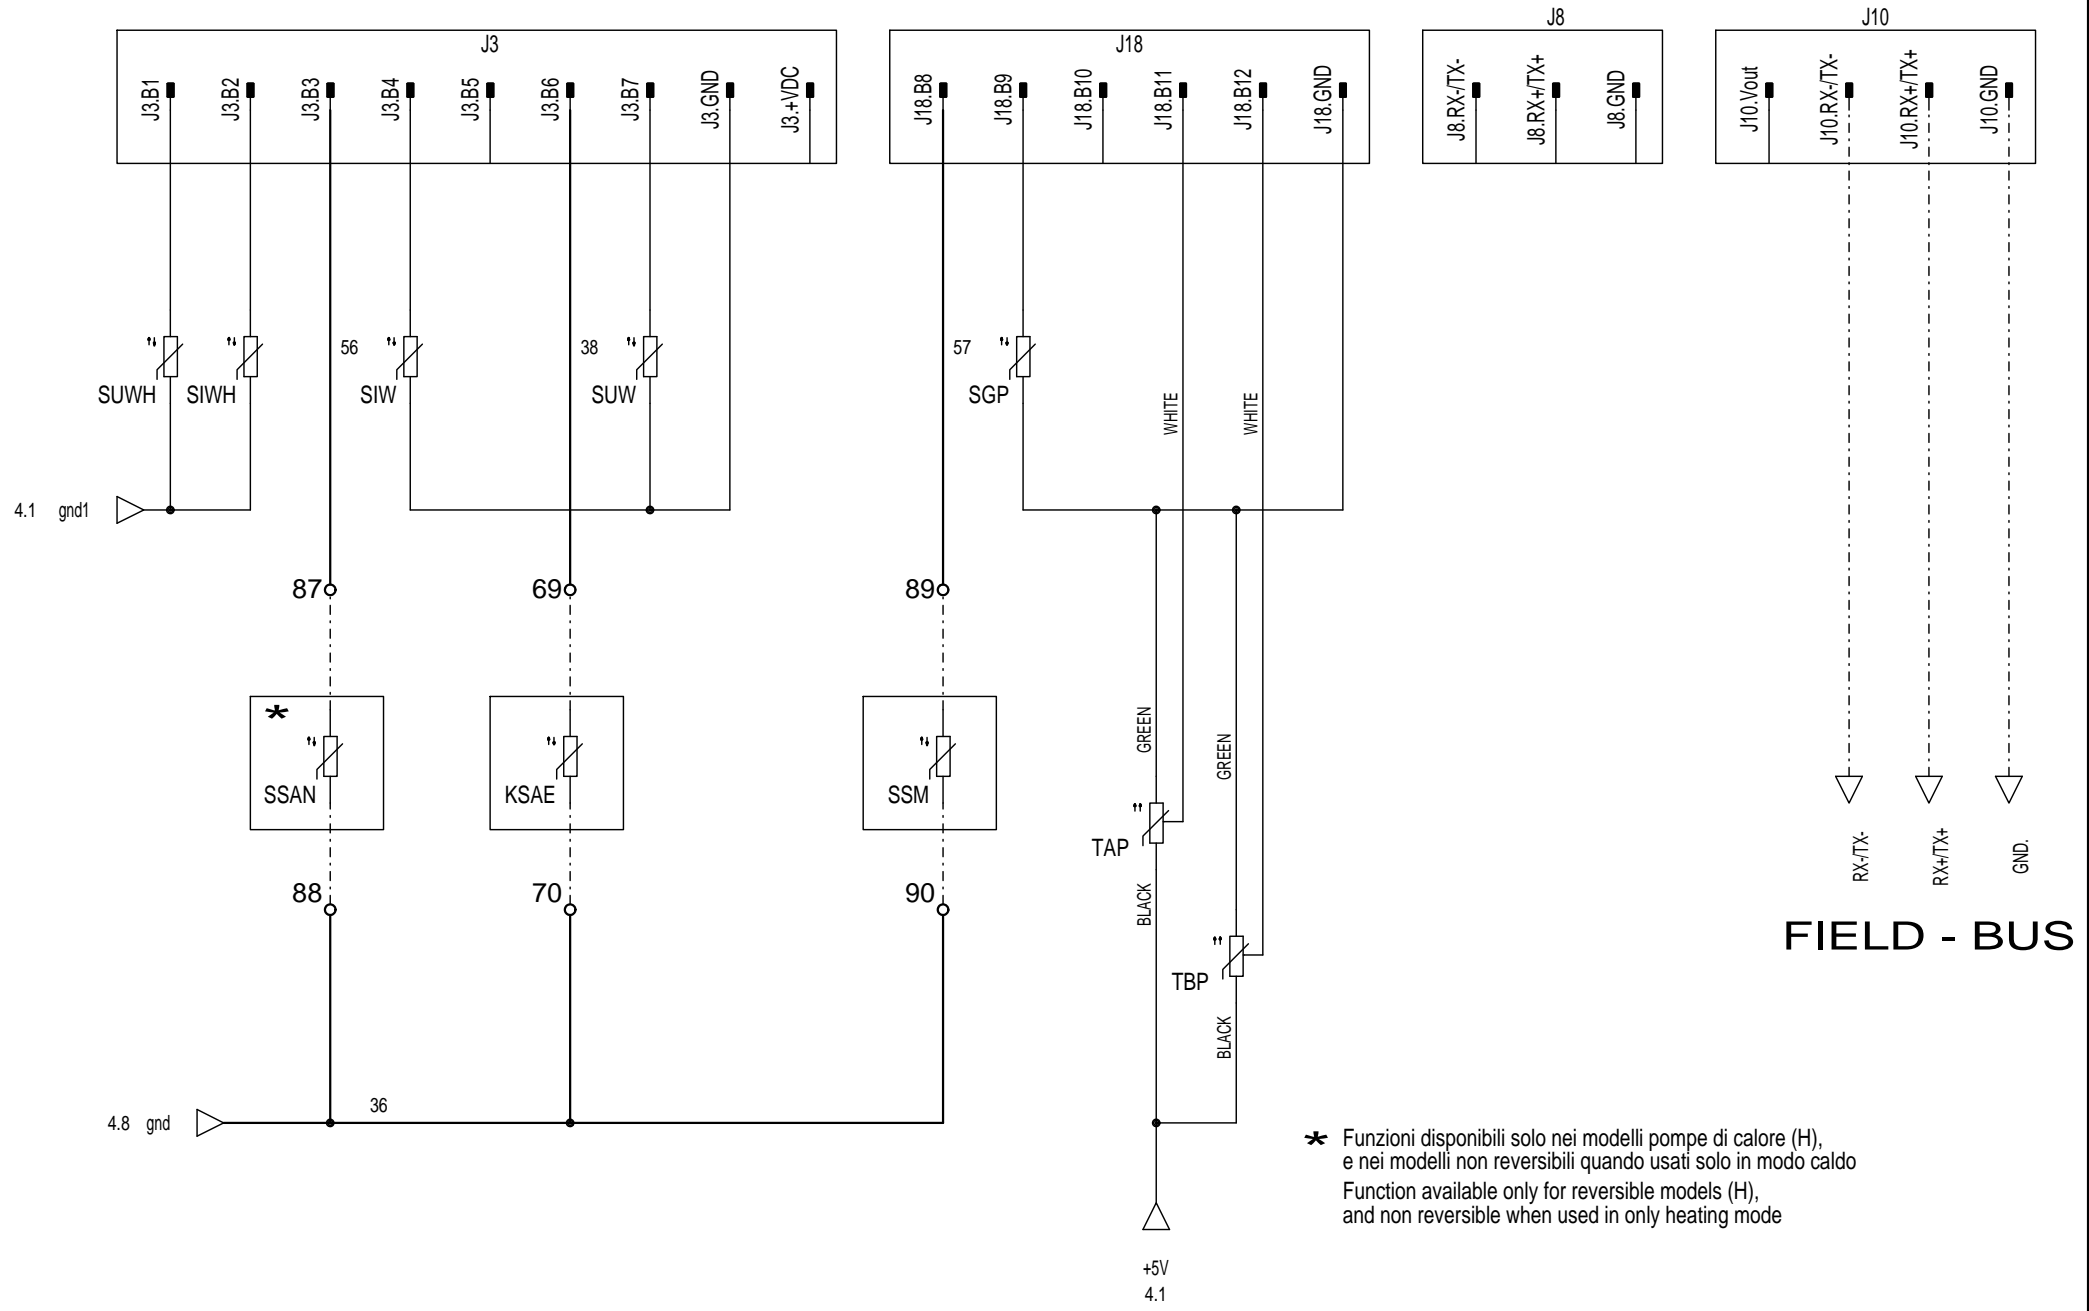 J3
J18
J8
J10
J3.B1
J3.B2
J3.B3
J3.B4
J3.B5
J3.B6
J3.B7
J3.GND
J3.+VDC
J18.B8
J18.B9
J18.B10
J18.B11
J18.B12
J18.GND
J8.RX-/TX-
J8.RX+/TX+
J8.GND
J10.Vout
J10.RX-/TX-
J10.RX+/TX+
J10.GND
56
38
57
SUWH
SIWH
SIW
SUW
SGP
WHITE
WHITE
4.1 gnd1
87
69
89
GREEN
GREEN
SSAN
KSAE
SSM
TAP
RX-/TX-
RX+/TX+
GND.
88
70
90
BLACK
FIELD - BUS
TBP
BLACK
36
4.8 gnd
* Funzioni disponibili solo nei modelli pompe di calore (H),
e nei modelli non reversibili quando usati solo in modo caldo
Function available only for reversible models (H),
and non reversible when used in only heating mode
+5V
4.1
*